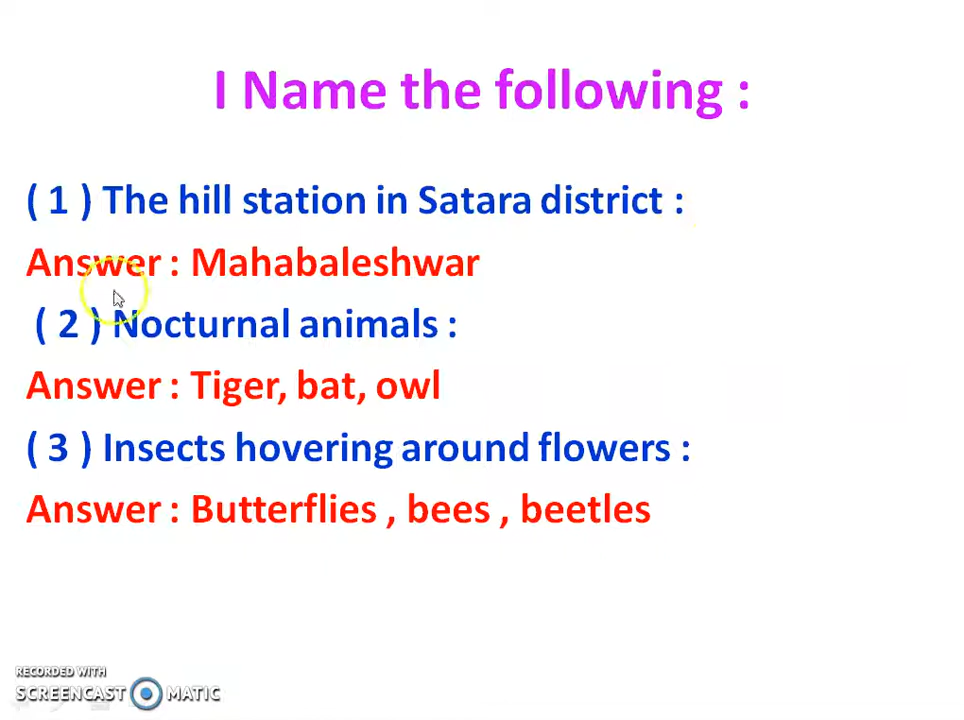 I Name the following :
( 1 ) The hill station in Satara district :
Answer : Mahabaleshwar
( 2 ) Nocturnal animals :
Answer : Tiger, bat, owl
( 3 ) Insects hovering around flowers :
Answer : Butterflies , bees , beetles
RECORDED WITH
SCREENCAST MATIC